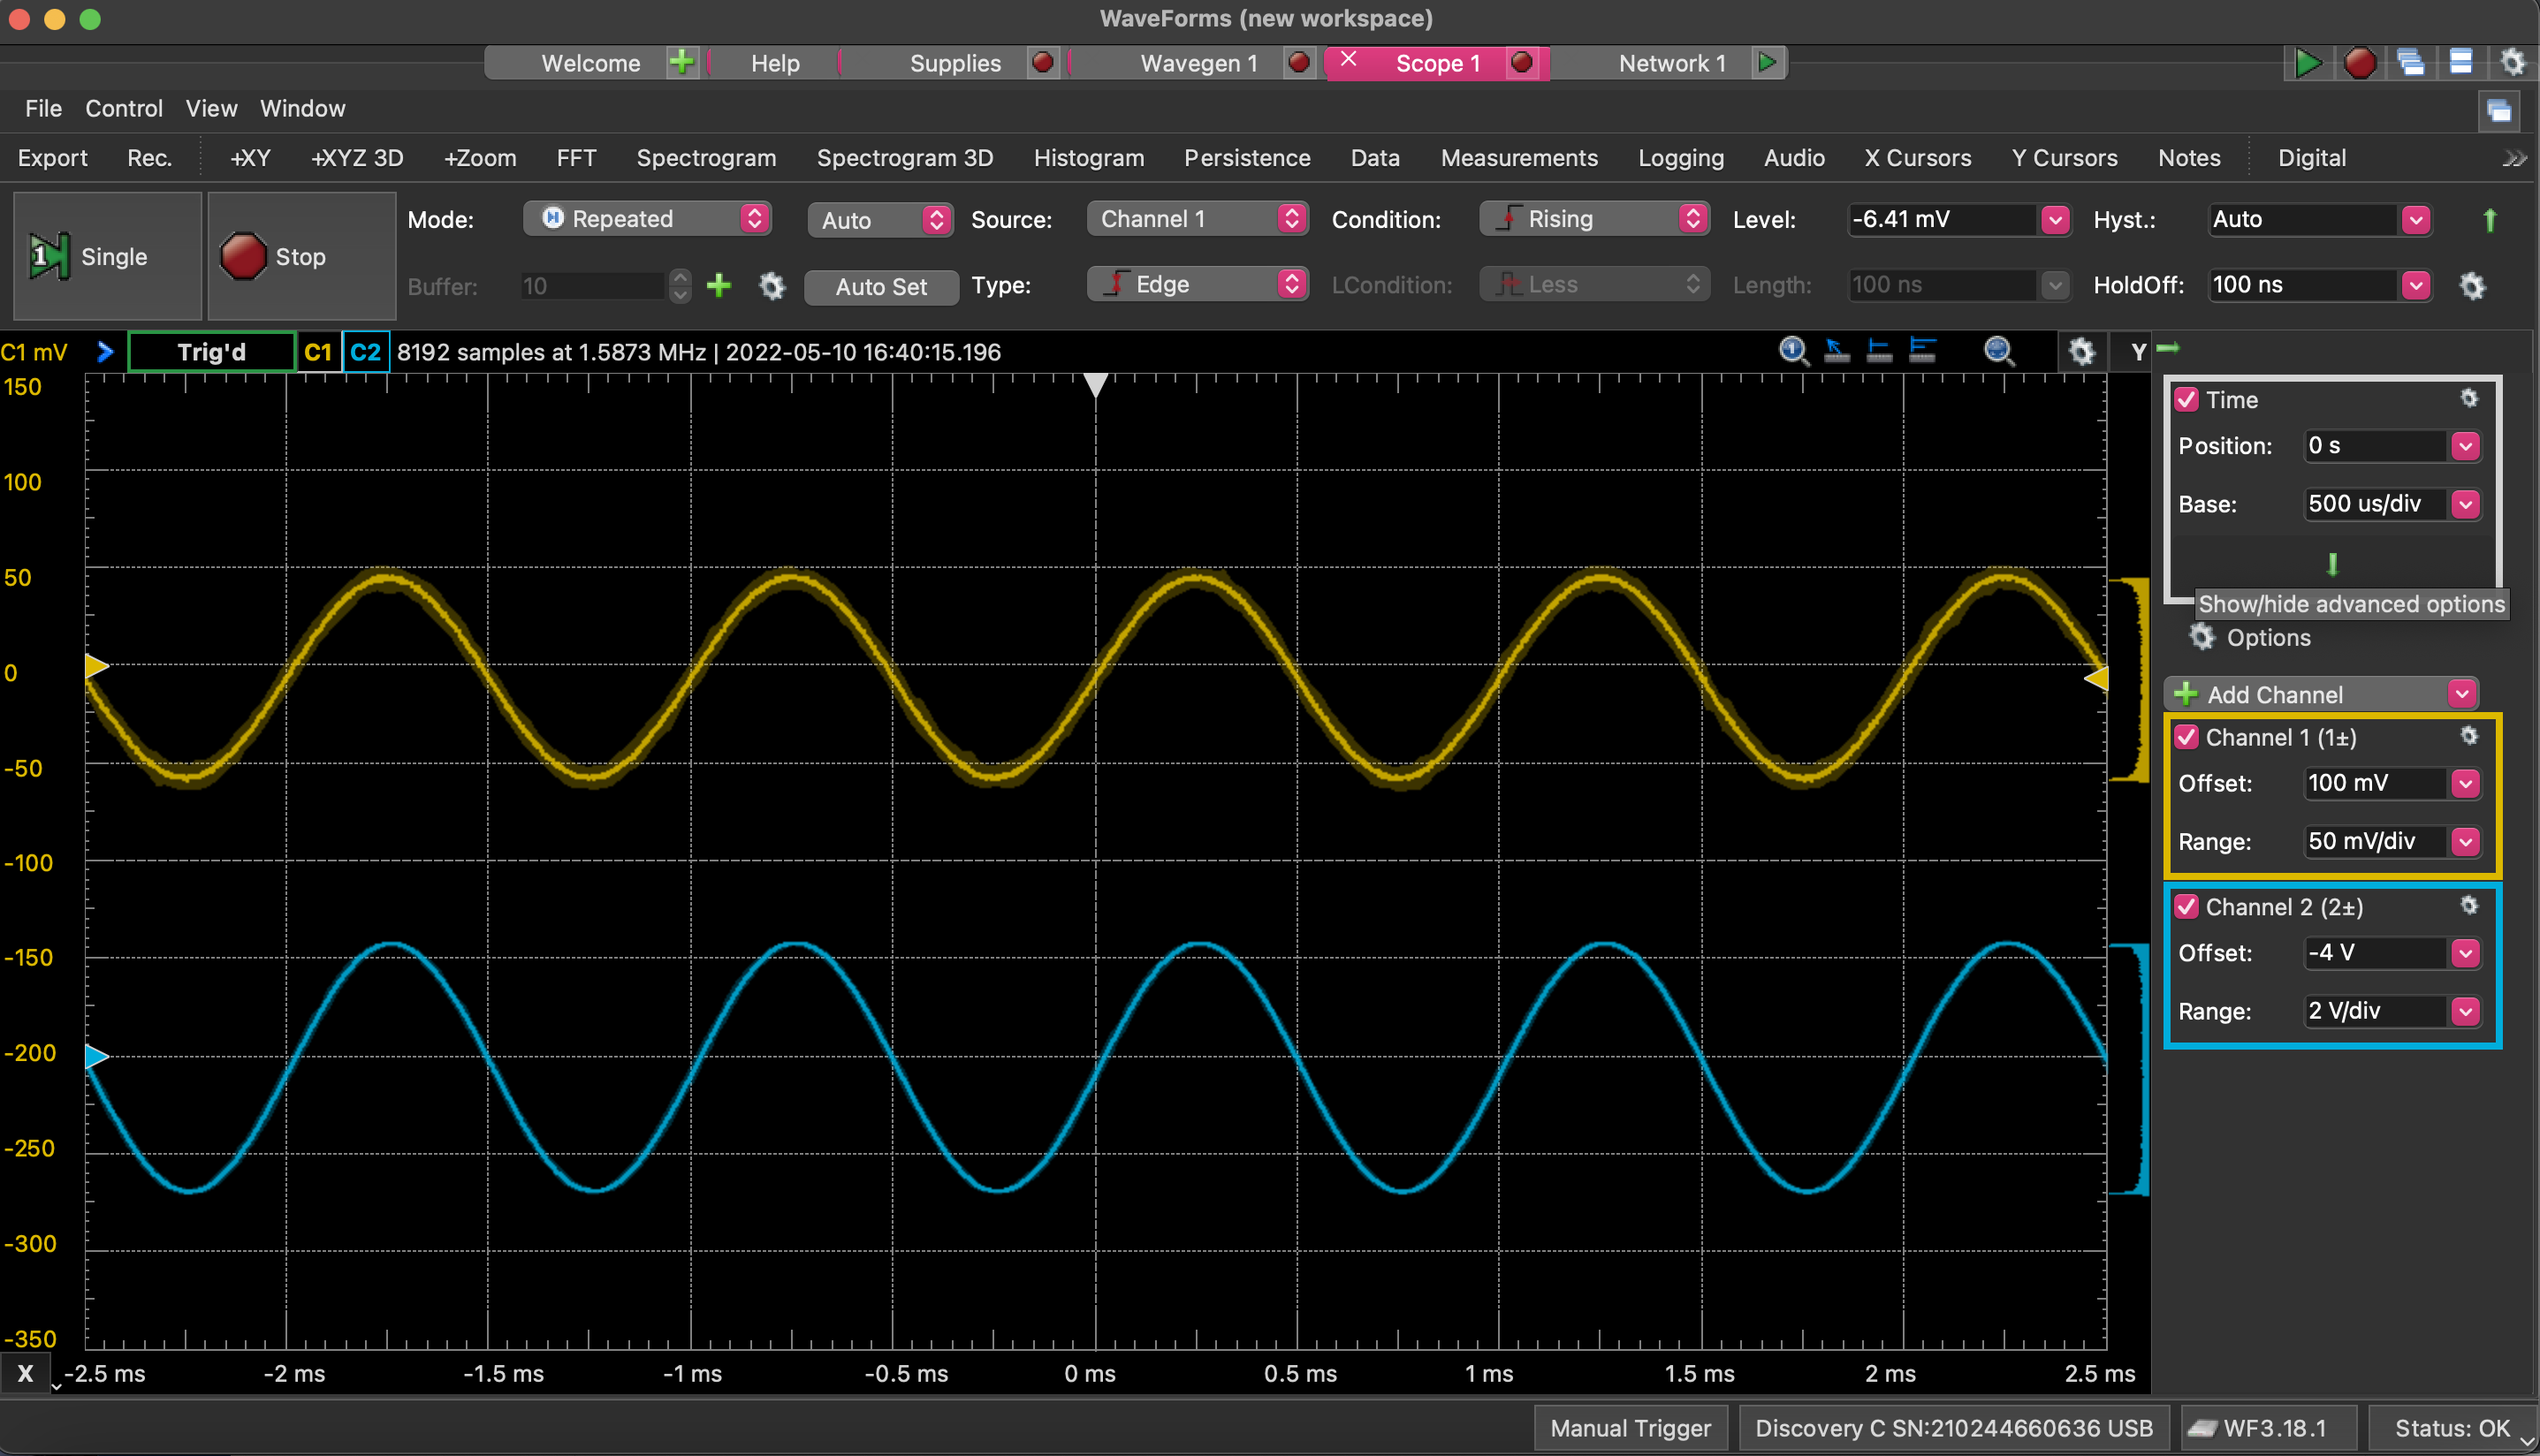 WaveForms (new workspace)
Welcome Help Supplies Wavegen 1 Scope 1 Network 1
File Control View Window
Export Rec. +XY +XYZ 3D +Zoom FFT Spectrogram Spectrogram 3D Histogram Persistence Data Measurements Logging Audio X Cursors Y Cursors Notes Digital
1 Single Stop
Mode: Repeated Auto Source: Channel 1 Condition: Rising Level: -6.41 mV Hyst.: Auto
Buffer: 10 Auto Set Type: Edge LCondition: Less Length: 100 ns HoldOff: 100 ns
C1 mV Trig'd C1 C2 8192 samples at 1.5873 MHz | 2022-05-10 16:40:15.196 Y
150
100
50
0
-50
-100
-150
-200
-250
-300
-350
X -2.5 ms -2 ms -1.5 ms -1 ms -0.5 ms 0 ms 0.5 ms 1 ms 1.5 ms 2 ms 2.5 ms
Time
Position: 0 s
Base: 500 us/div
Show/hide advanced options
Options
Add Channel
Channel 1 (1±)
Offset: 100 mV
Range: 50 mV/div
Channel 2 (2±)
Offset: -4 V
Range: 2 V/div
Manual Trigger Discovery C SN:210244660636 USB WF3.18.1 Status: OK